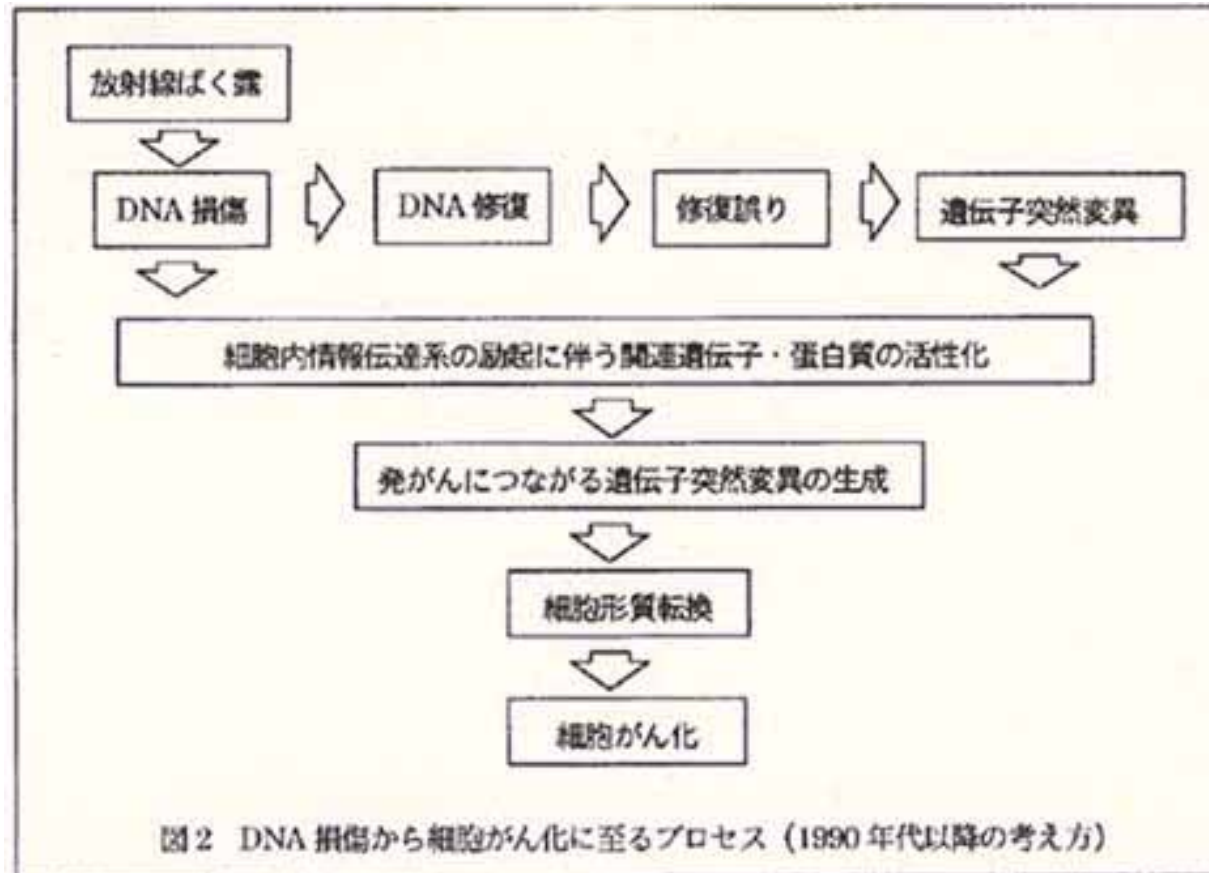 放射線ばく露
DNA 損傷
DNA 修復
修復誤り
遺伝子突然変異
細胞内情報伝達系の励起に伴う関連遺伝子・蛋白質の活性化
発がんにつながる遺伝子突然変異の生成
細胞形質転換
細胞がん化
図2 DNA 損傷から細胞がん化に至るプロセス (1990 年代以降の考え方)